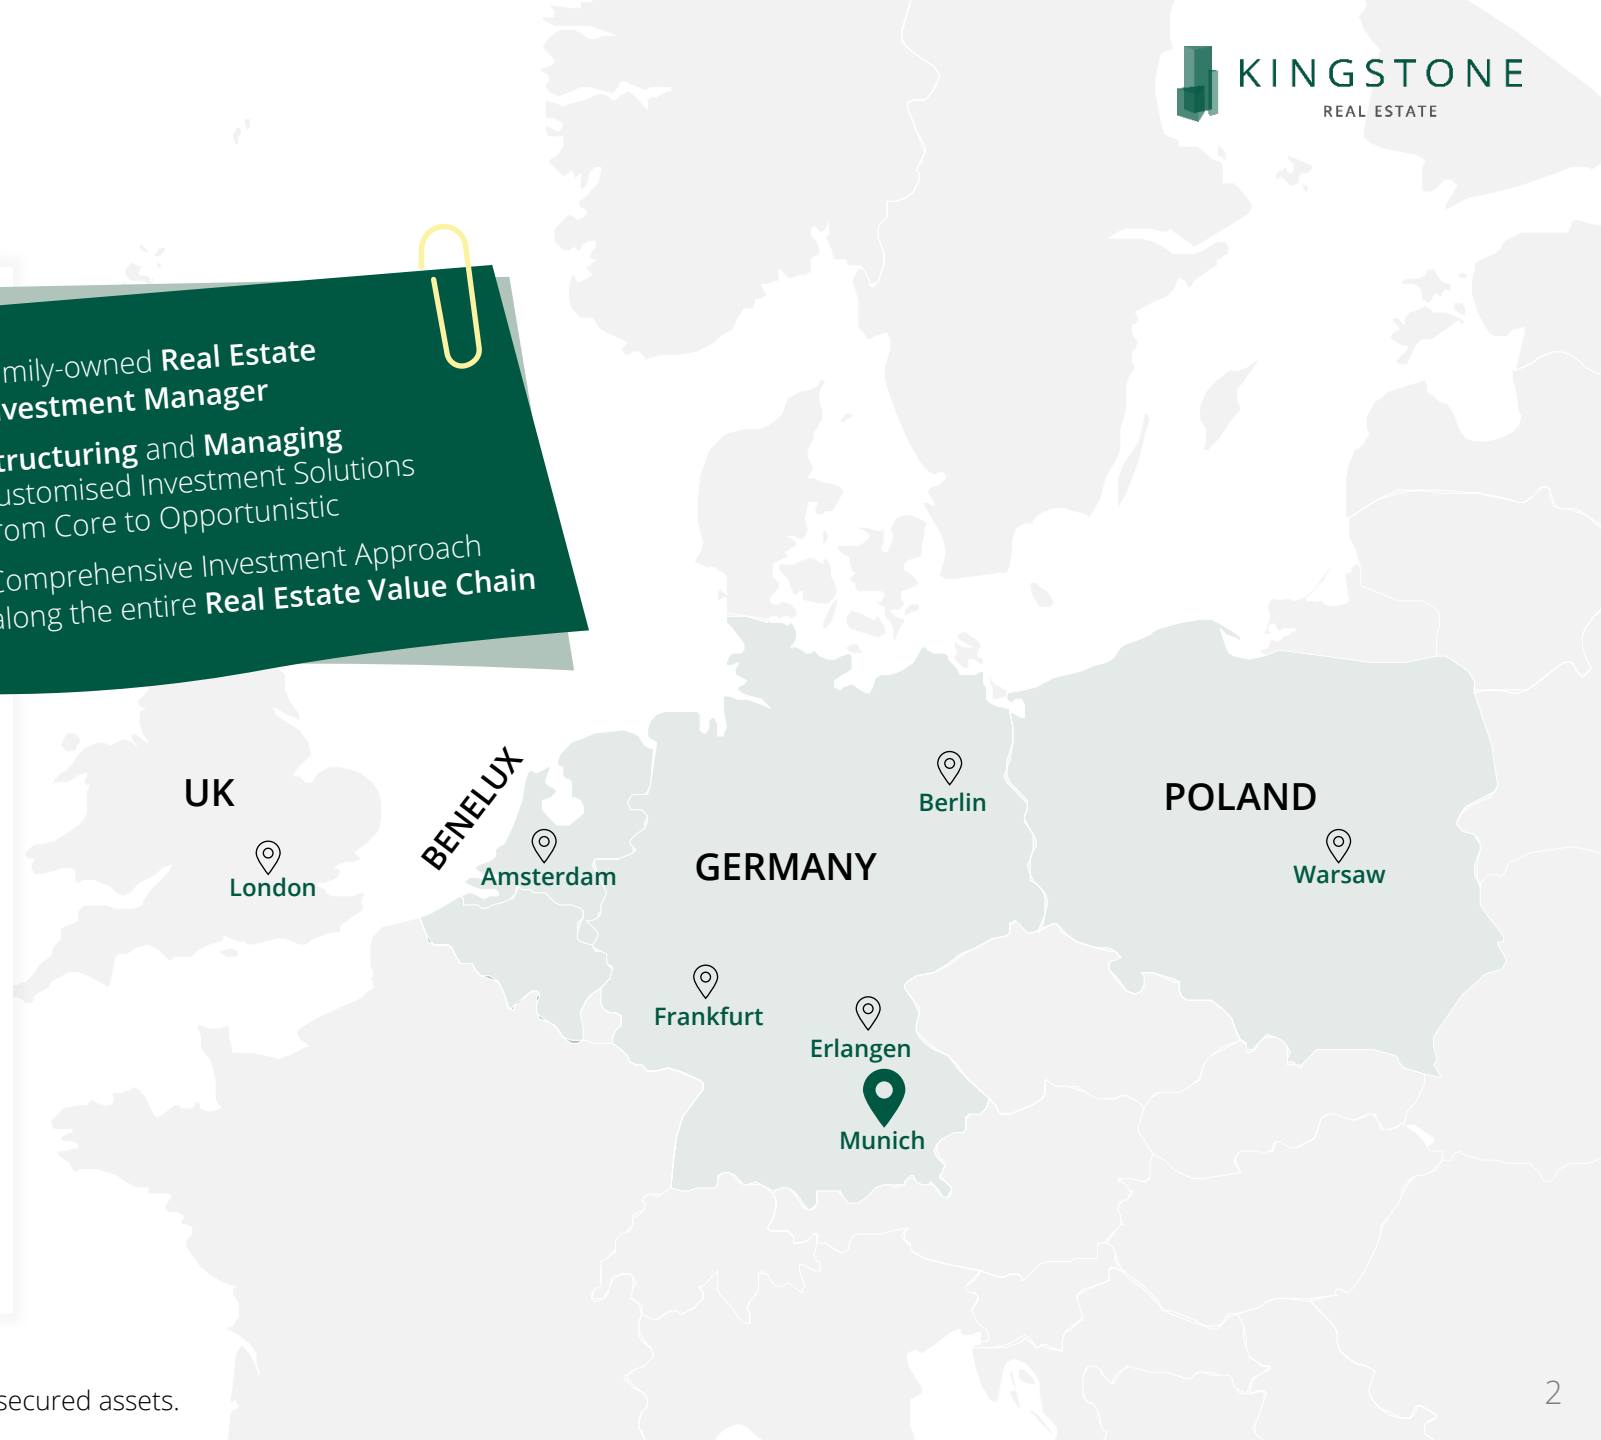 KINGSTONE
REAL ESTATE
mily-owned Real Estate
vestment Manager
tructuring and Managing
ustomised Investment Solutions
rom Core to Opportunistic
Comprehensive Investment Approach
along the entire Real Estate Value Chain
UK
London
BENELUX
Amsterdam
GERMANY
Berlin
Frankfurt
Erlangen
Munich
POLAND
Warsaw
secured assets.
2